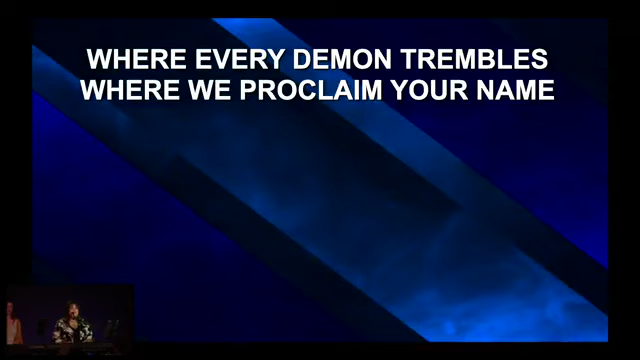 WHERE EVERY DEMON TREMBLES
WHERE WE PROCLAIM YOUR NAME